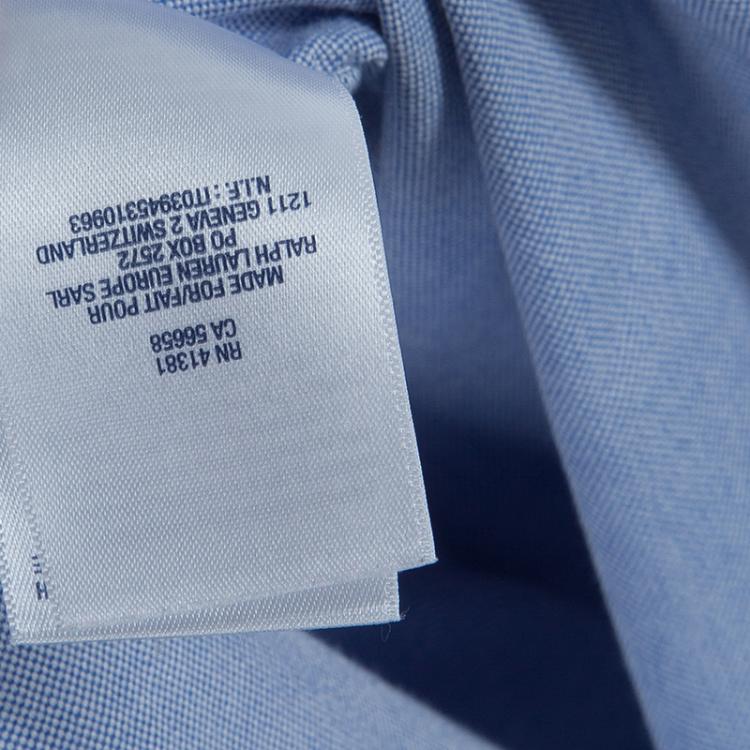 RN 41381
CA 56658
MADE FOR/FAIT POUR
RALPH LAUREN EUROPE SARL
PO BOX 2572
1211 GENEVA 2 SWITZERLAND
N.I.F. : IT03945310963